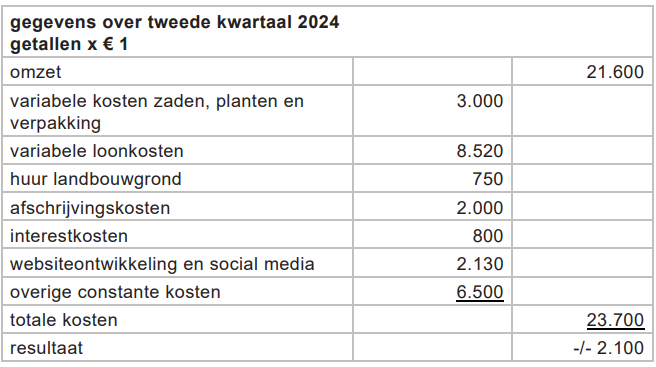 gegevens over tweede kwartaal 2024
getallen x € 1
omzet 21.600
variabele kosten zaden, planten en
verpakking 3.000
variabele loonkosten 8.520
huur landbouwgrond 750
afschrijvingskosten 2.000
interestkosten 800
websiteontwikkeling en social media 2.130
overige constante kosten 6.500
totale kosten 23.700
resultaat -/- 2.100